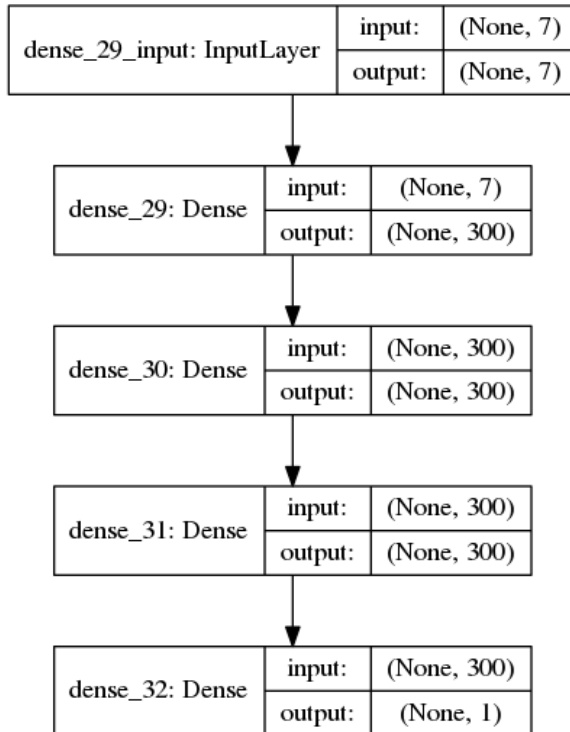 dense_29_input: InputLayer
input: (None, 7)
output: (None, 7)
dense_29: Dense
input: (None, 7)
output: (None, 300)
dense_30: Dense
input: (None, 300)
output: (None, 300)
dense_31: Dense
input: (None, 300)
output: (None, 300)
dense_32: Dense
input: (None, 300)
output: (None, 1)